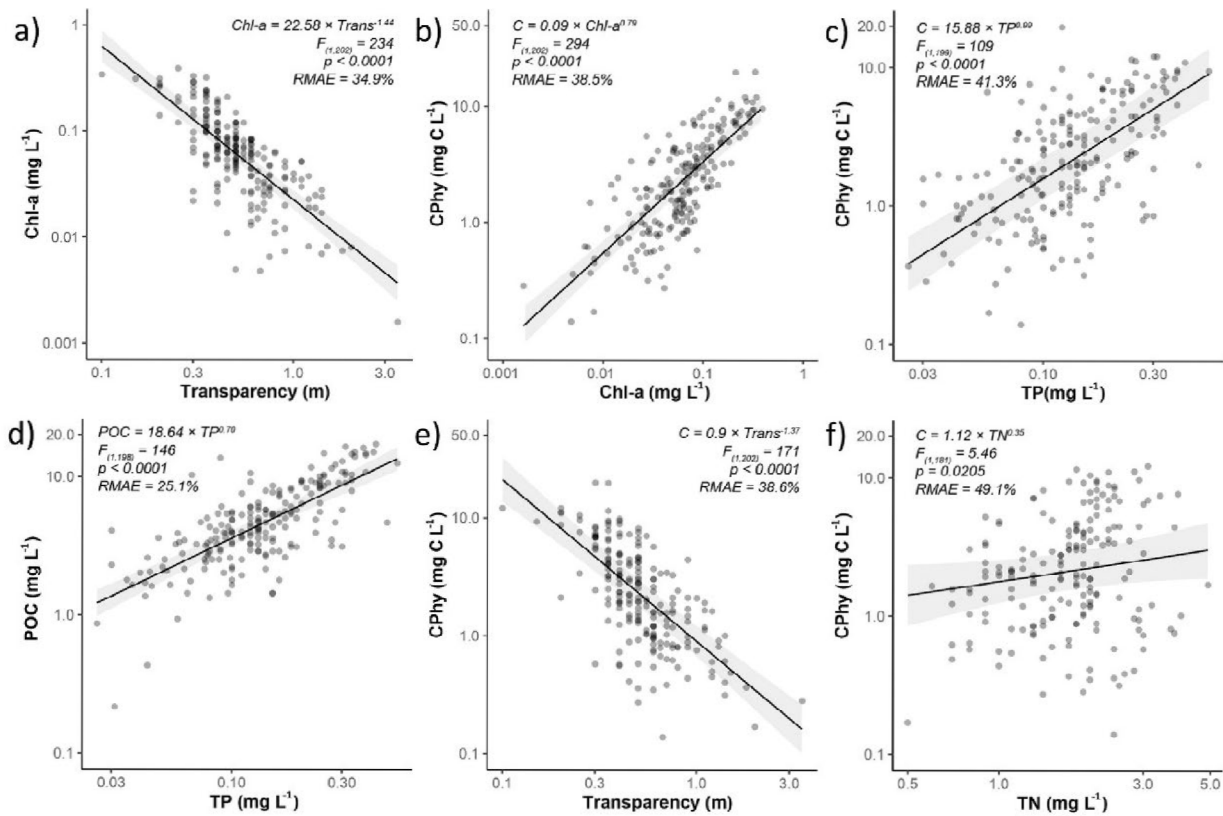 a)
Chl-a = 22.58 × Trans^-1.44
F(1,202) = 234
p < 0.0001
RMAE = 34.9%
1
0.1
0.01
0.001
Chl-a (mg L⁻¹)
0.1 0.3 1.0 3.0
Transparency (m)
b)
C = 0.09 × Chl-a^0.79
F(1,202) = 294
p < 0.0001
RMAE = 38.5%
50.0
10.0
1.0
0.1
CPhy (mg C L⁻¹)
0.001 0.01 0.1 1
Chl-a (mg L⁻¹)
c)
C = 15.88 × TP^0.99
F(1,199) = 109
p < 0.0001
RMAE = 41.3%
20.0
10.0
1.0
0.1
CPhy (mg C L⁻¹)
0.03 0.10 0.30
TP(mg L⁻¹)
d)
POC = 18.64 × TP^0.70
F(1,198) = 146
p < 0.0001
RMAE = 25.1%
20.0
10.0
1.0
0.1
POC (mg L⁻¹)
0.03 0.10 0.30
TP (mg L⁻¹)
e)
C = 0.9 × Trans^-1.37
F(1,202) = 171
p < 0.0001
RMAE = 38.6%
50.0
10.0
1.0
0.1
CPhy (mg C L⁻¹)
0.1 0.3 1.0 3.0
Transparency (m)
f)
C = 1.12 × TN^0.35
F(1,181) = 5.46
p = 0.0205
RMAE = 49.1%
20.0
10.0
1.0
0.1
CPhy (mg C L⁻¹)
0.5 1.0 3.0 5.0
TN (mg L⁻¹)